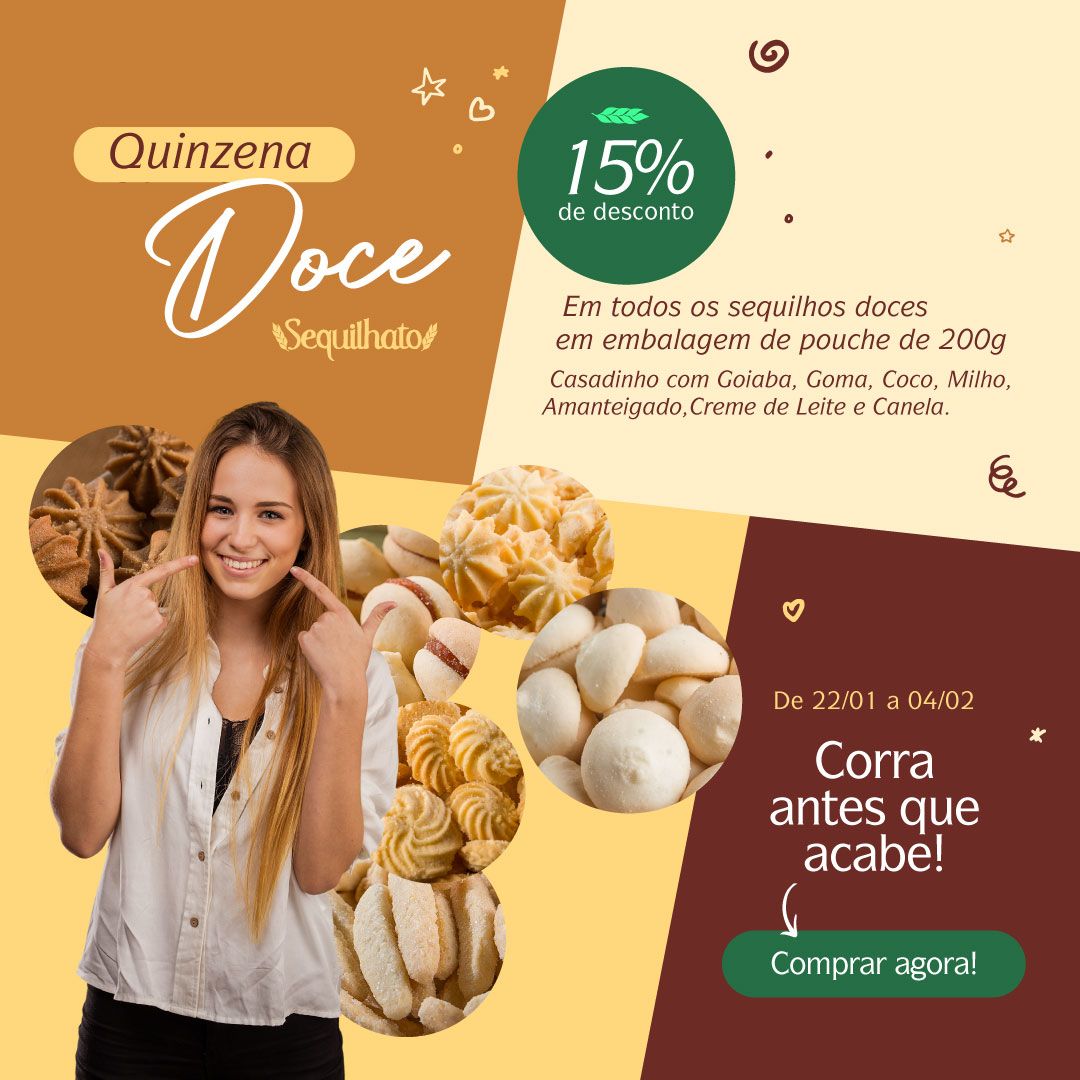 Quinzena
Doce
Sequilhato
15%
de desconto
Em todos os sequilhos doces
em embalagem de pouche de 200g
Casadinho com Goiaba, Goma, Coco, Milho,
Amanteigado,Creme de Leite e Canela.
De 22/01 a 04/02
Corra
antes que
acabe!
Comprar agora!